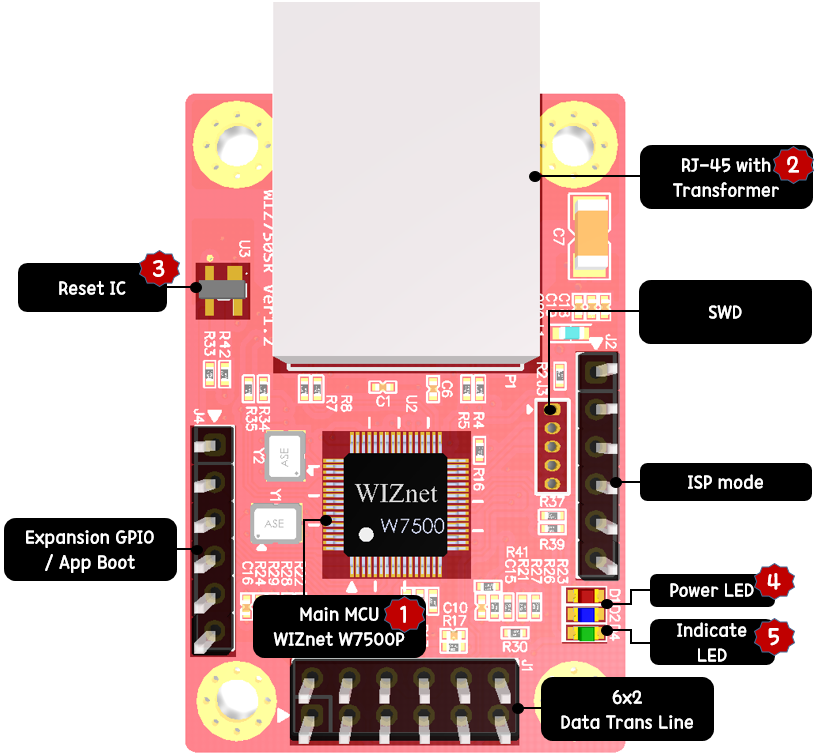 RJ-45 with
Transformer
2
WIZ750SR Ver1.2
U3
3
Reset IC
C7
SWD
R33
R42
J2
R2
J3
P1
R35
R34
R7
R8
C1
U2
C6
R5
R4
J4
Y2
ASE
R16
WIZnet
W7500
Y1
ASE
R37
R39
ISP mode
Expansion GPIO
/ App Boot
C16
R24
R29
R28
R22
R41
C15
R21
R27
R26
R23
Power LED
4
Main MCU
WIZnet W7500P
1
C10
R17
R30
Indicate
LED
5
J1
6x2
Data Trans Line